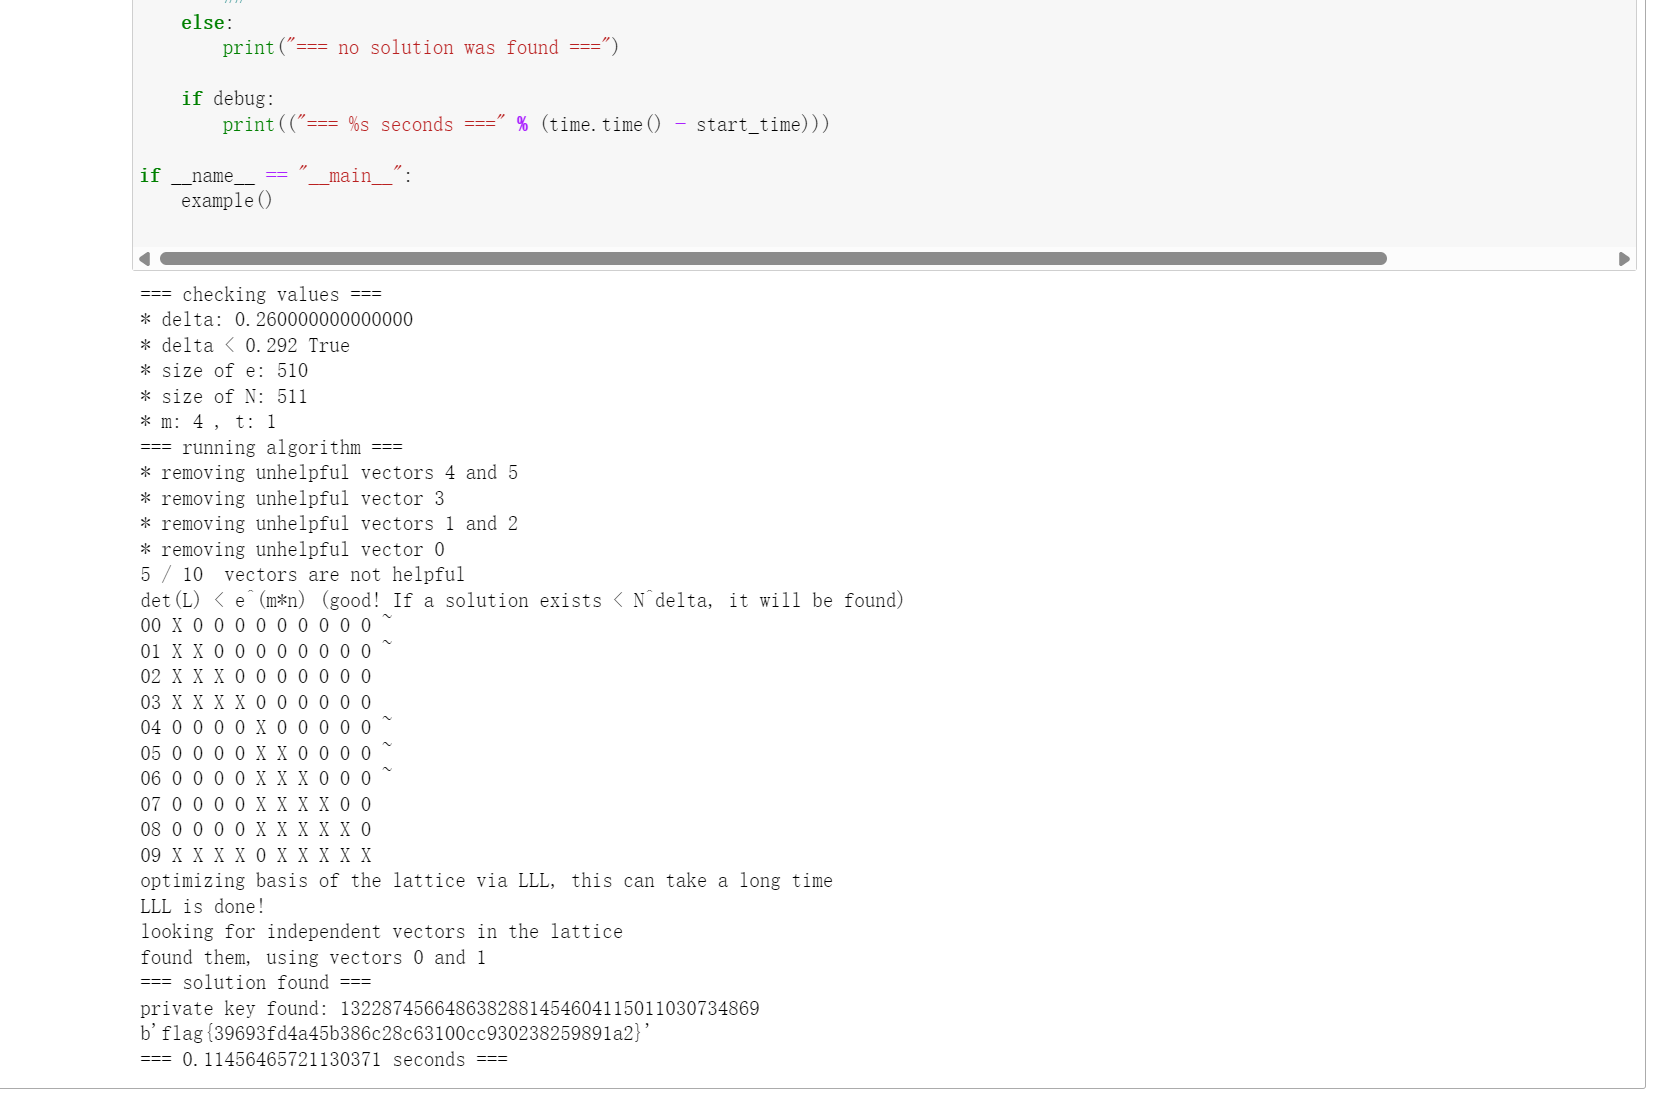 else:
print("=== no solution was found ===")
if debug:
print(("=== %s seconds ===" % (time.time() - start_time)))
if __name__ == "__main__":
example()
=== checking values ===
* delta: 0.260000000000000
* delta < 0.292 True
* size of e: 510
* size of N: 511
* m: 4 , t: 1
=== running algorithm ===
* removing unhelpful vectors 4 and 5
* removing unhelpful vector 3
* removing unhelpful vectors 1 and 2
* removing unhelpful vector 0
5 / 10  vectors are not helpful
det(L) < e^(m*n) (good! If a solution exists < N^delta, it will be found)
00 X 0 0 0 0 0 0 0 0 0 ~
01 X X 0 0 0 0 0 0 0 0 ~
02 X X X 0 0 0 0 0 0 0
03 X X X X 0 0 0 0 0 0
04 0 0 0 0 X 0 0 0 0 0 ~
05 0 0 0 0 X X 0 0 0 0 ~
06 0 0 0 0 X X X 0 0 0 ~
07 0 0 0 0 X X X X 0 0
08 0 0 0 0 X X X X X 0
09 X X X X 0 X X X X X
optimizing basis of the lattice via LLL, this can take a long time
LLL is done!
looking for independent vectors in the lattice
found them, using vectors 0 and 1
=== solution found ===
private key found: 1322874566486382881454604115011030734869
b'flag{39693fd4a45b386c28c63100cc930238259891a2}'
=== 0.11456465721130371 seconds ===